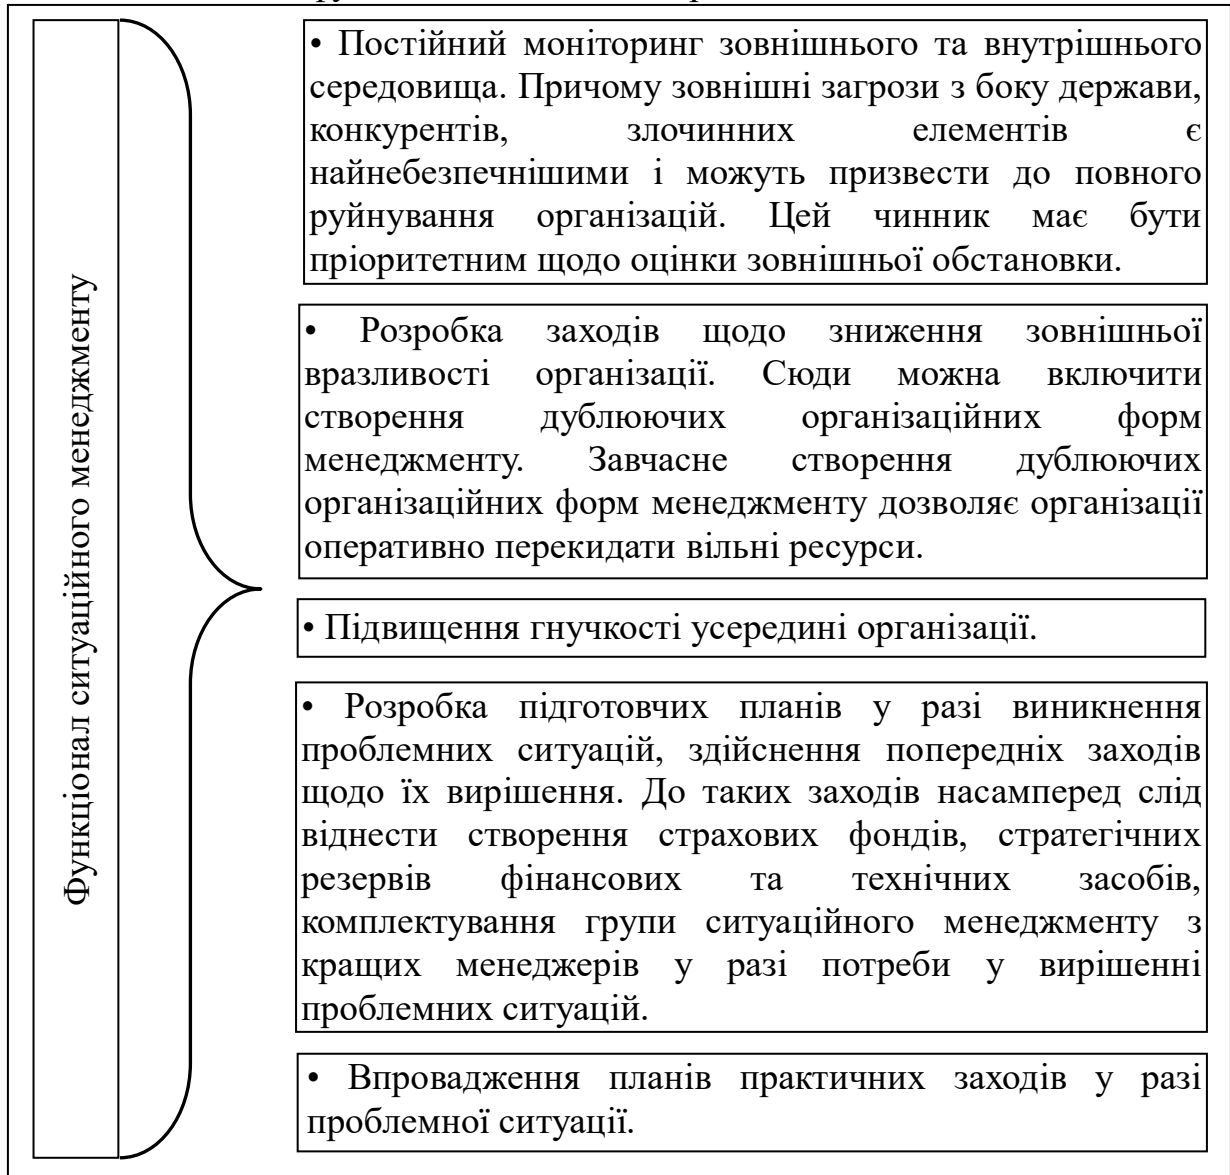 Функціонал ситуаційного менеджменту
• Постійний моніторинг зовнішнього та внутрішнього
середовища. Причому зовнішні загрози з боку держави,
конкурентів, злочинних елементів є
найнебезпечнішими і можуть призвести до повного
руйнування організацій. Цей чинник має бути
пріоритетним щодо оцінки зовнішньої обстановки.
• Розробка заходів щодо зниження зовнішньої
вразливості організації. Сюди можна включити
створення дублюючих організаційних форм
менеджменту. Завчасне створення дублюючих
організаційних форм менеджменту дозволяє організації
оперативно перекидати вільні ресурси.
• Підвищення гнучкості усередині організації.
• Розробка підготовчих планів у разі виникнення
проблемних ситуацій, здійснення попередніх заходів
щодо їх вирішення. До таких заходів насамперед слід
віднести створення страхових фондів, стратегічних
резервів фінансових та технічних засобів,
комплектування групи ситуаційного менеджменту з
кращих менеджерів у разі потреби у вирішенні
проблемних ситуацій.
• Впровадження планів практичних заходів у разі
проблемної ситуації.